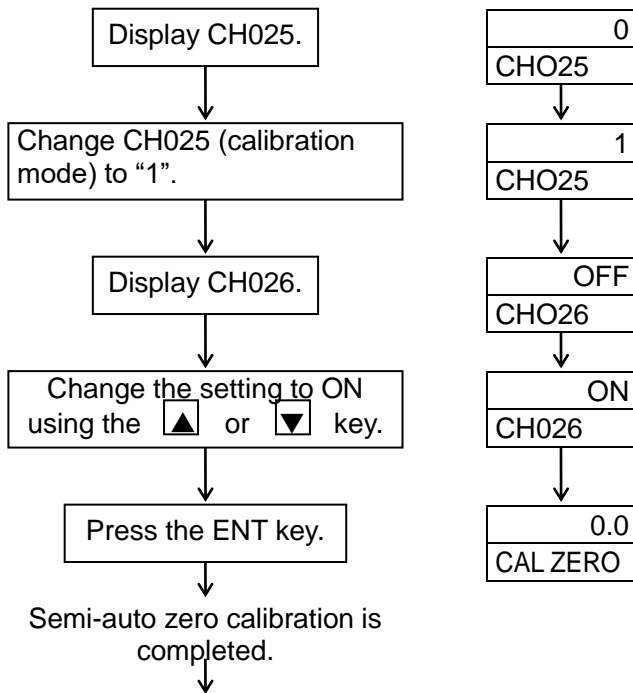 Display CH025.
0
CHO25
Change CH025 (calibration
mode) to “1”.
1
CHO25
Display CH026.
OFF
CHO26
Change the setting to ON
using the ▲ or ▼ key.
ON
CH026
Press the ENT key.
0.0
CAL ZERO
Semi-auto zero calibration is
completed.